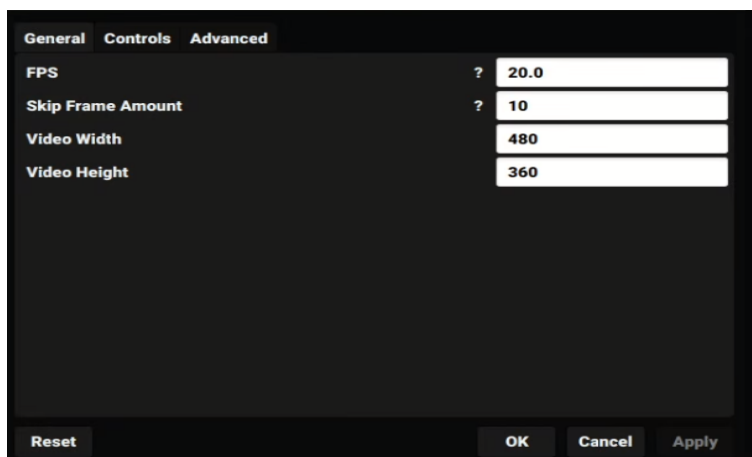 General Controls Advanced
FPS ? 20.0
Skip Frame Amount ? 10
Video Width 480
Video Height 360
Reset OK Cancel Apply